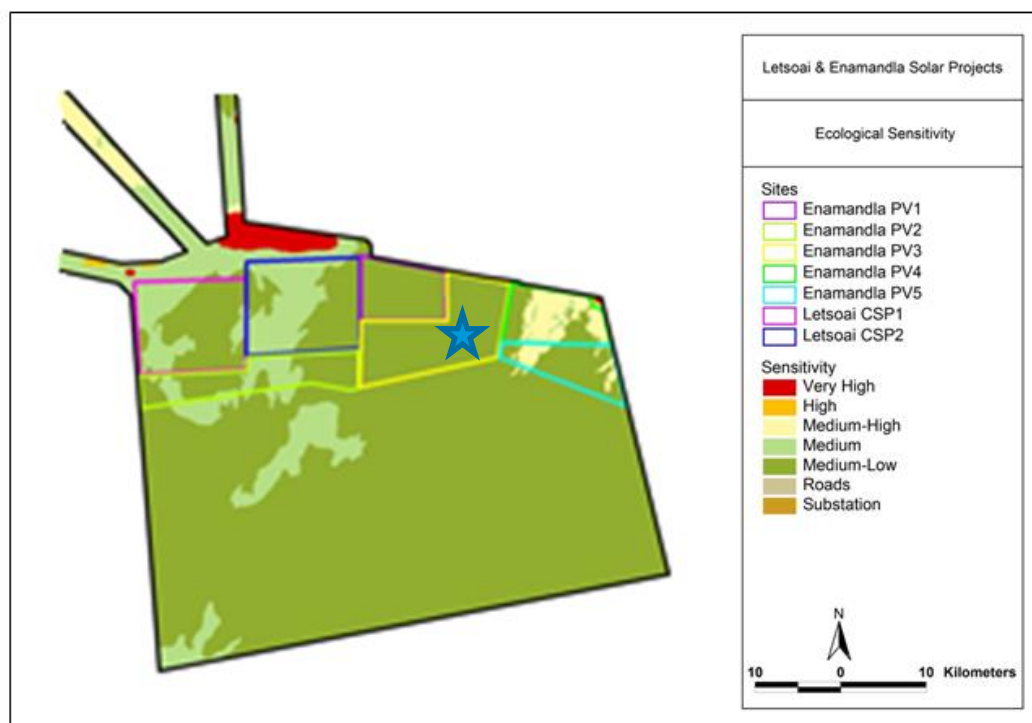 Letsoai & Enamandla Solar Projects
Ecological Sensitivity
Sites
Enamandla PV1
Enamandla PV2
Enamandla PV3
Enamandla PV4
Enamandla PV5
Letsoai CSP1
Letsoai CSP2
Sensitivity
Very High
High
Medium-High
Medium
Medium-Low
Roads
Substation
N
10 0 10 Kilometers